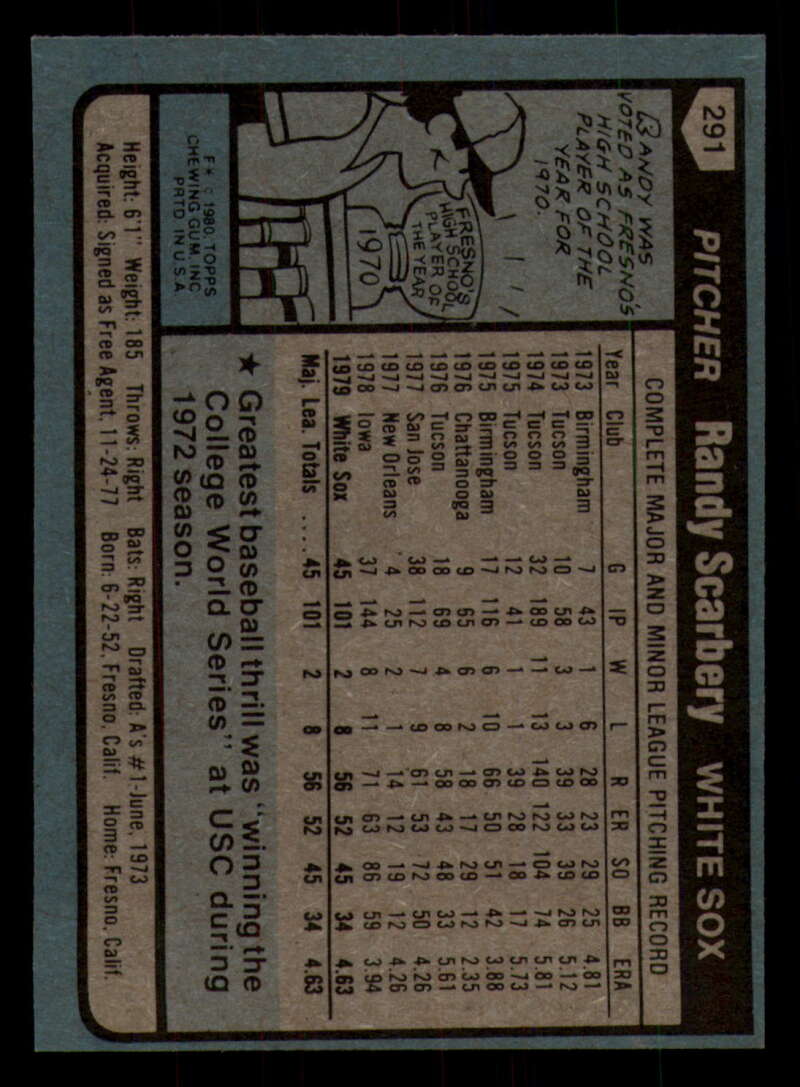 291 PITCHER Randy Scarbery WHITE SOX
RANDY WAS
VOTED AS FRESNO'S
HIGH SCHOOL
PLAYER OF THE
YEAR FOR
1970.
FRESNO'S
HIGH SCHOOL
PLAYER OF
THE YEAR
1970
F ★ © 1980 TOPPS
CHEWING GUM, INC.
PRTD. IN U.S.A.
COMPLETE MAJOR AND MINOR LEAGUE PITCHING RECORD
Year Club G IP W L R ER SO BB ERA
1973 Birmingham 7 43 1 6 28 23 29 25 4.81
1973 Tucson 10 58 3 3 39 33 39 26 5.12
1974 Tucson 32 189 11 13 140 122 104 74 5.81
1975 Tucson 12 41 1 1 39 28 18 17 5.73
1975 Birmingham 17 116 6 10 66 50 51 42 3.88
1976 Chattanooga 9 65 6 2 18 17 29 12 2.35
1976 Tucson 18 69 4 8 58 43 48 33 5.61
1977 San Jose 38 112 7 9 61 53 72 50 4.26
1977 New Orleans 4 25 2 1 14 12 19 12 4.26
1978 Iowa 37 144 8 11 71 63 86 59 3.94
1979 White Sox 45 101 2 8 56 52 45 34 4.63
Maj. Lea. Totals .... 45 101 2 8 56 52 45 34 4.63
★ Greatest baseball thrill was "winning the
College World Series" at USC during
1972 season.
Height: 6'1" Weight: 185 Throws: Right Bats: Right Drafted: A's #1-June, 1973
Acquired: Signed as Free Agent, 11-24-77 Born: 6-22-52, Fresno, Calif. Home: Fresno, Calif.